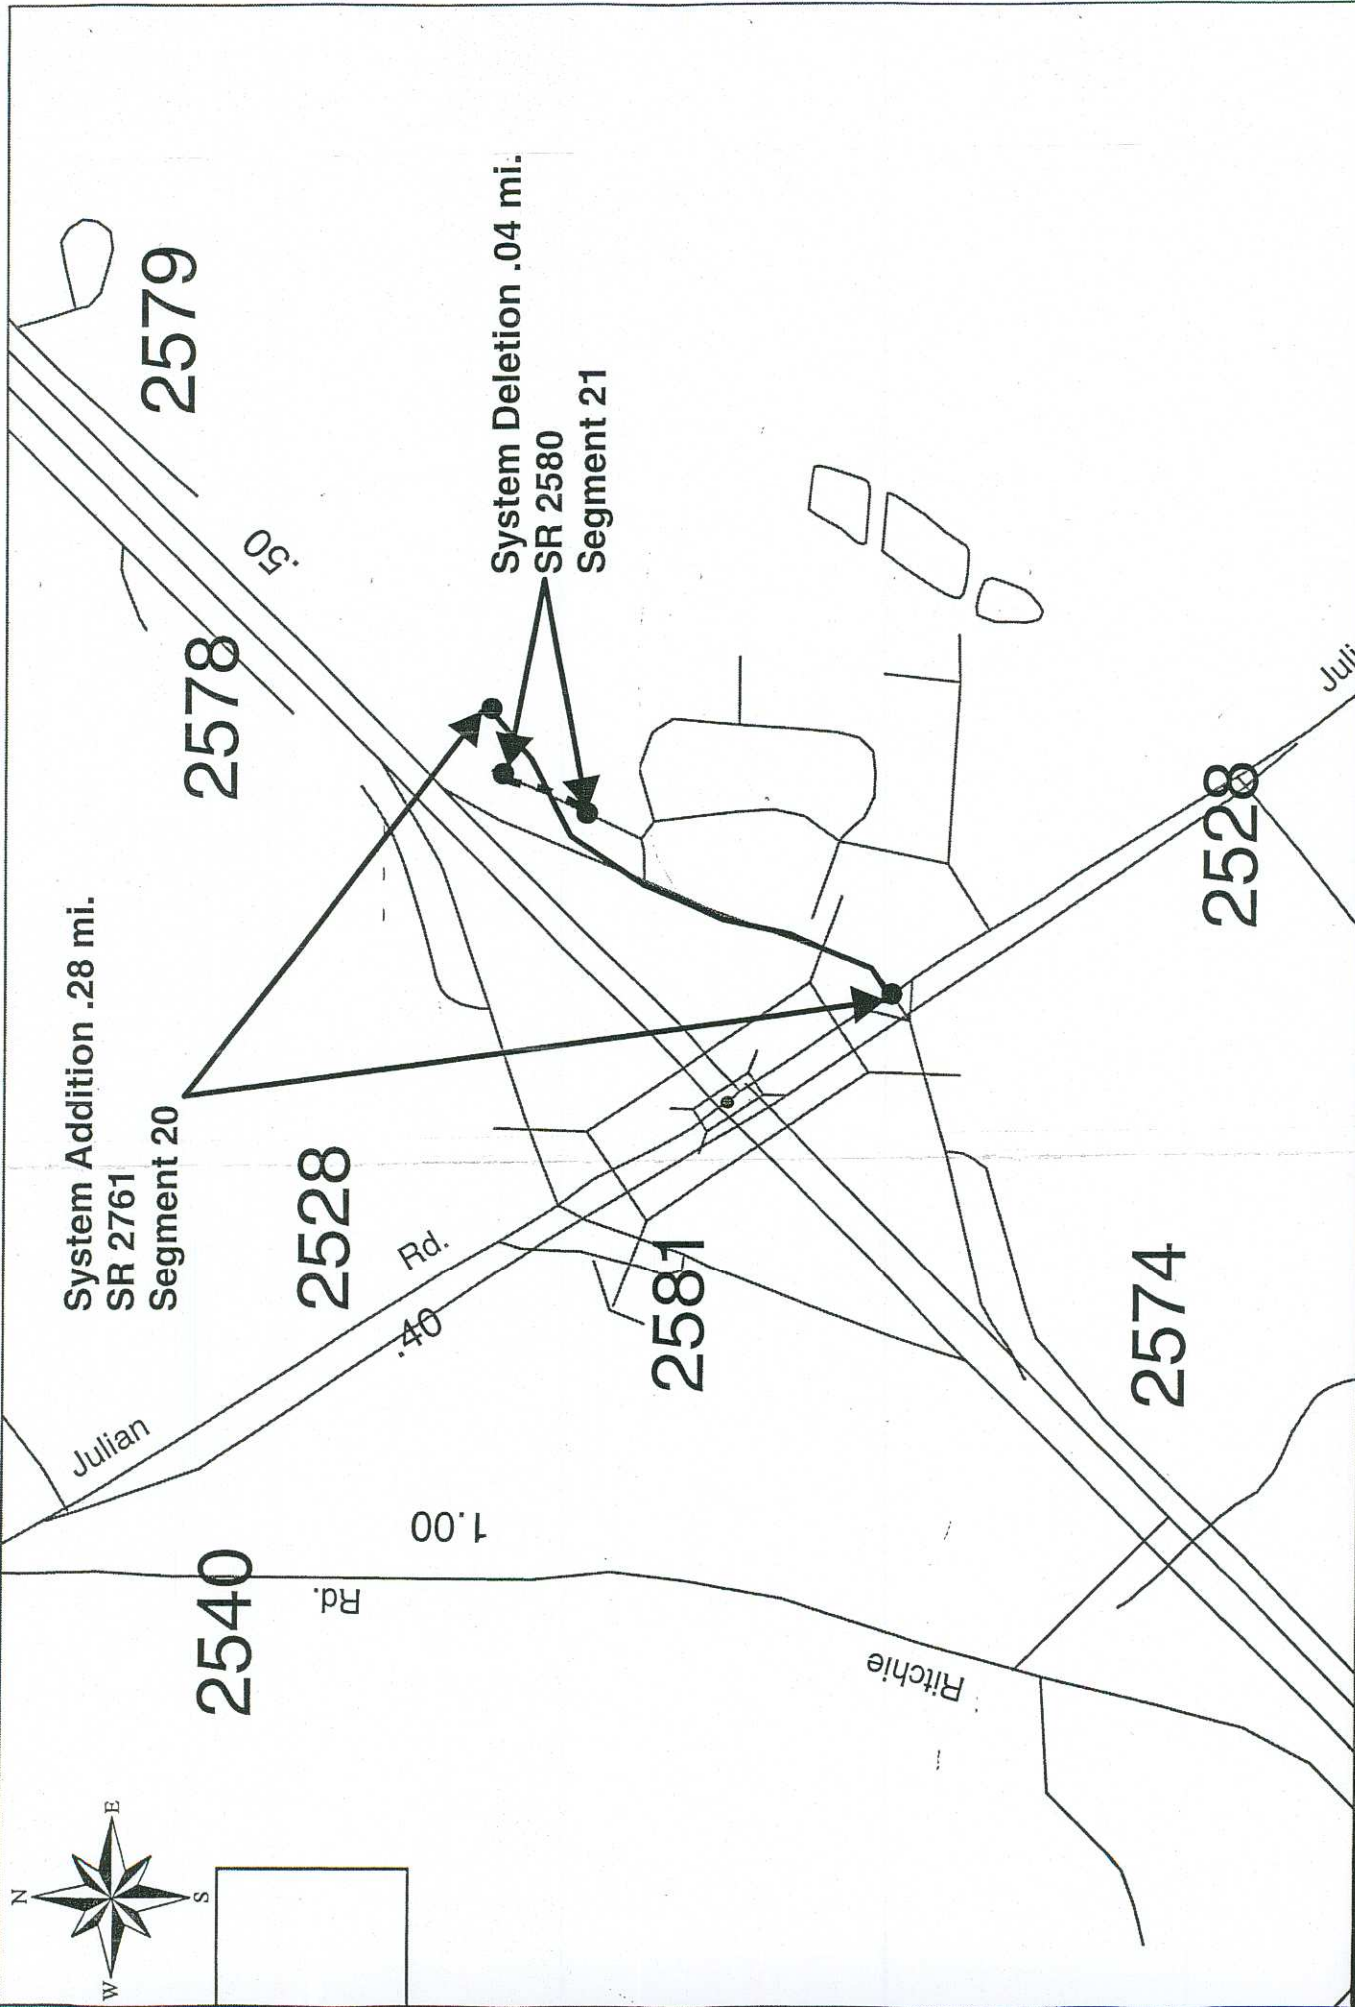 System Addition .28 mi.
SR 2761
Segment 20
System Deletion .04 mi.
SR 2580
Segment 21
N
W
E
S
2540
2528
2578
2579
Julian
Rd.
.40
.50
1.00
Rd.
Ritchie
2581
2574
2528
Juli